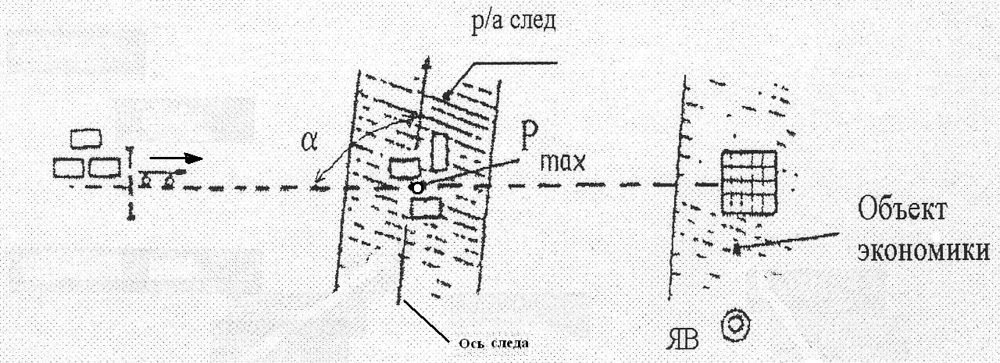 р/а след
α
P max
Объект
экономики
ЯВ
Ось следа